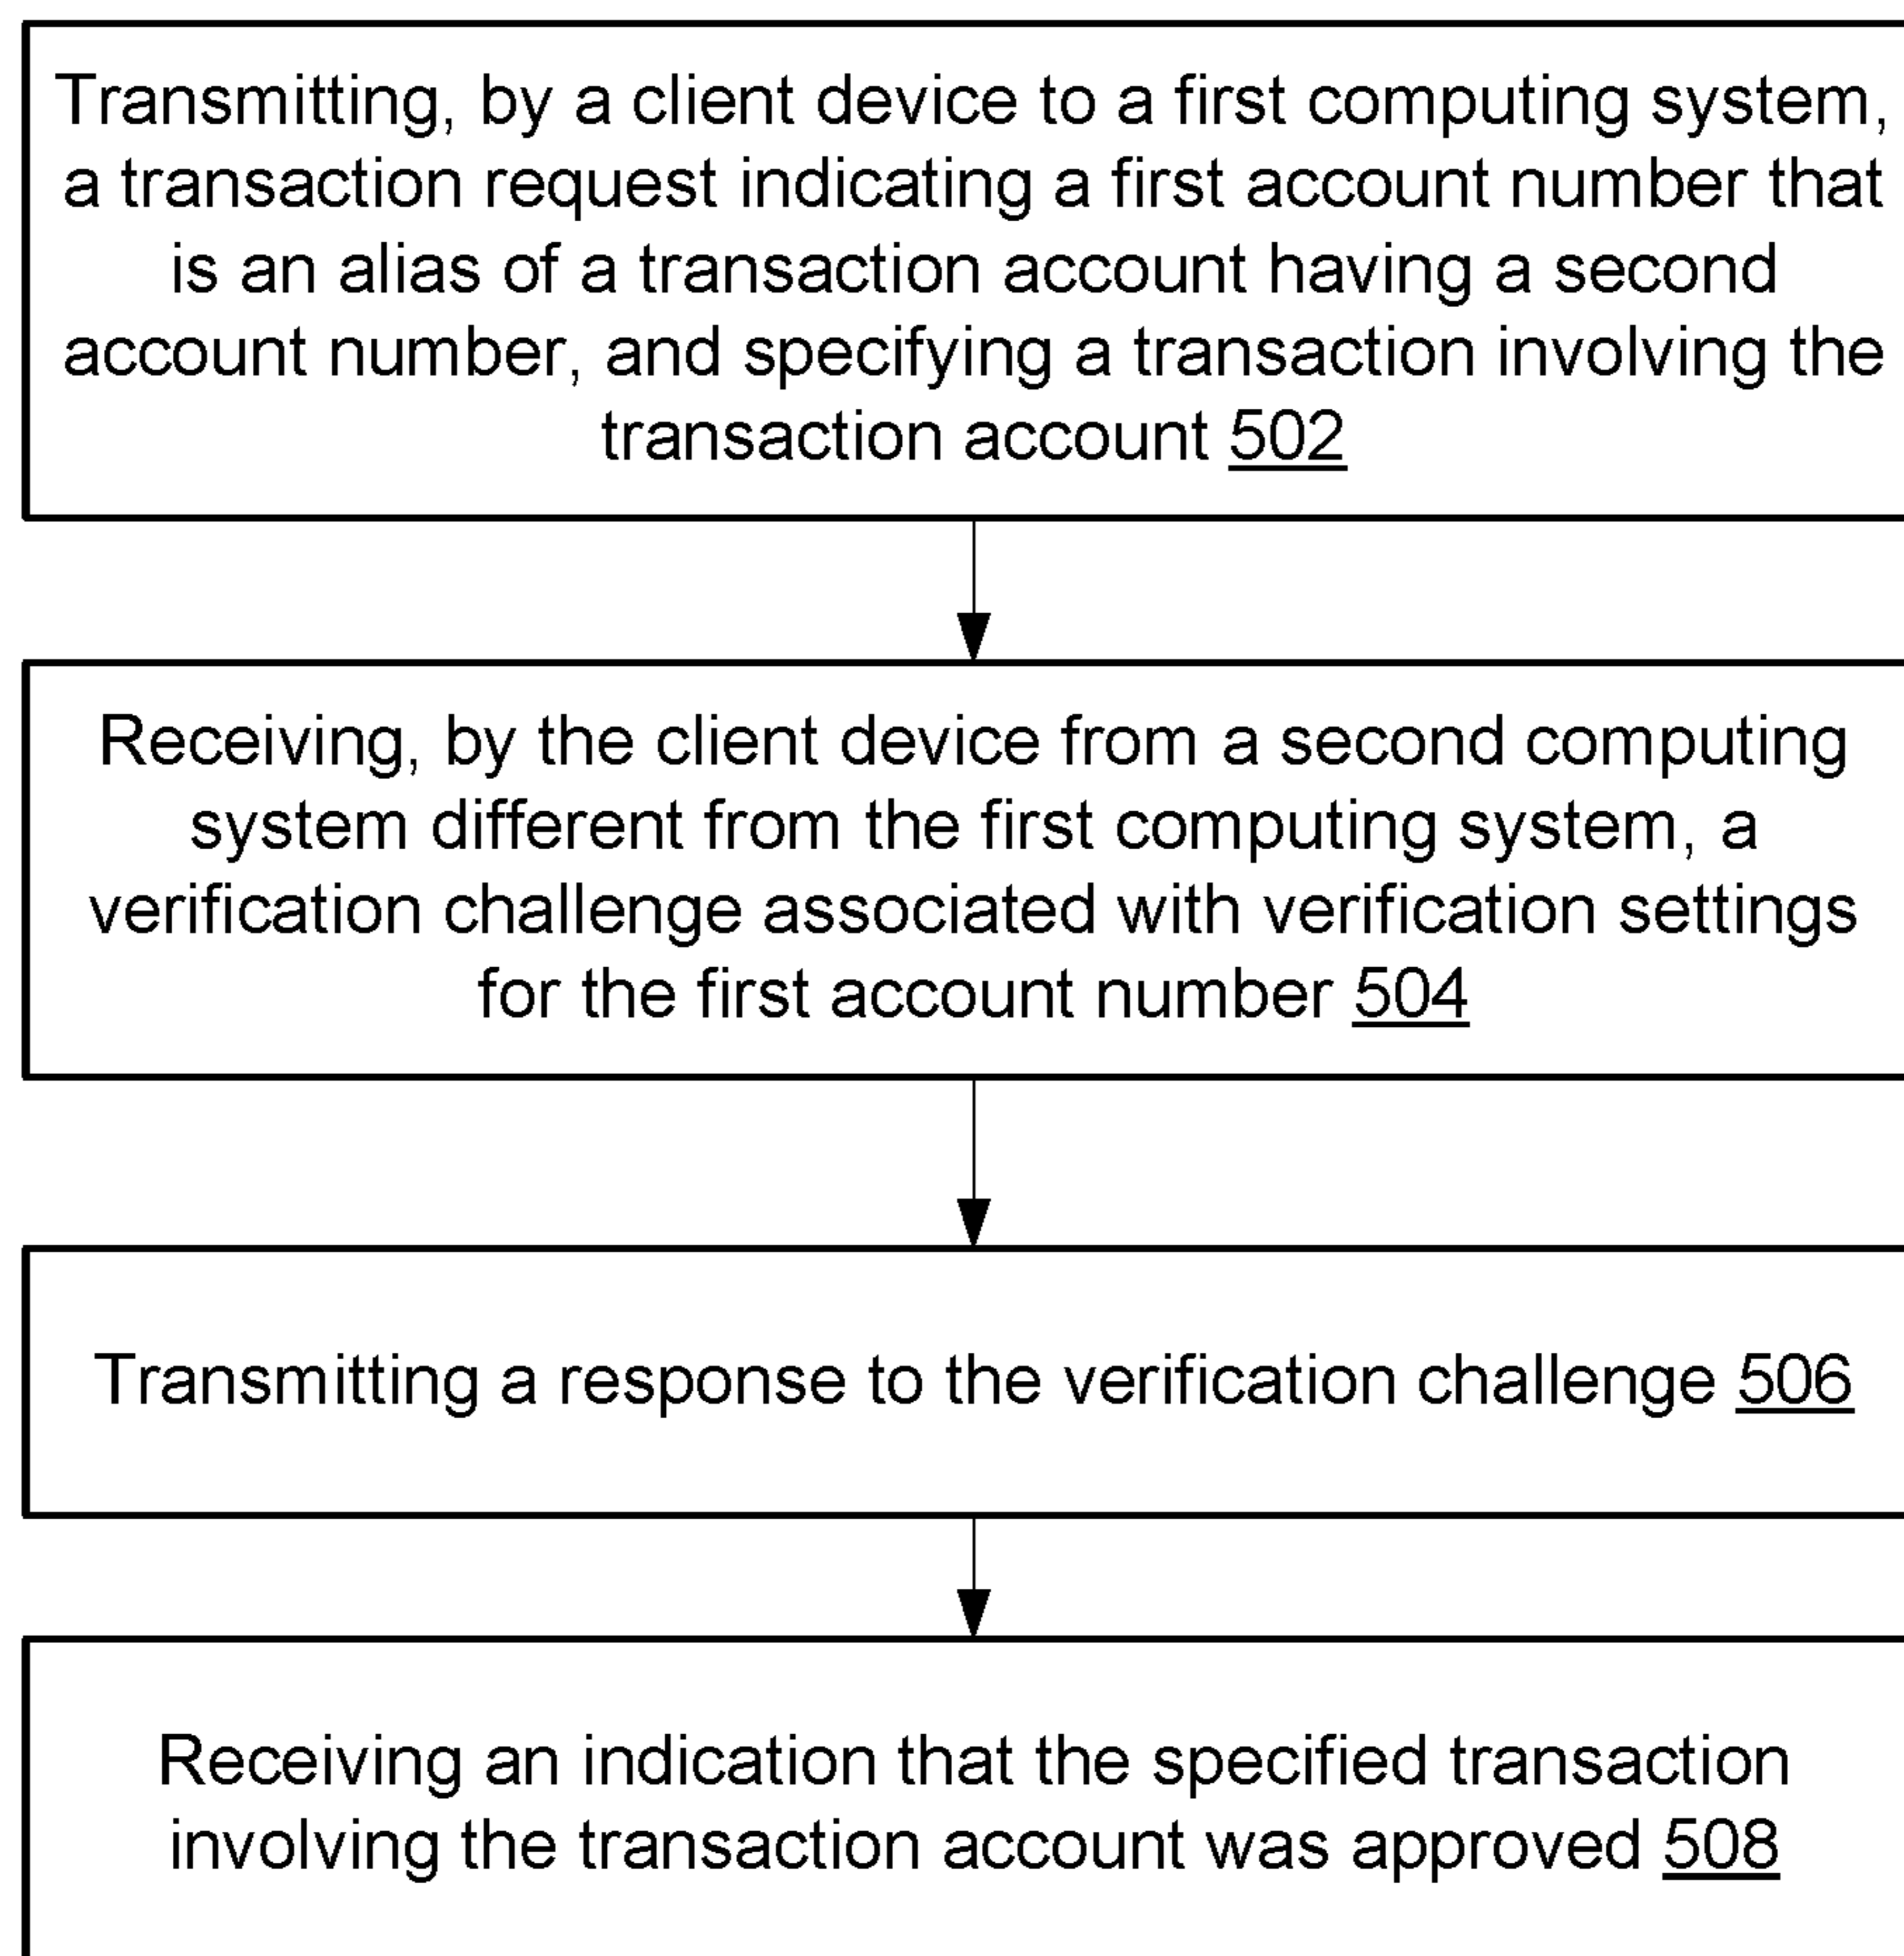 Transmitting, by a client device to a first computing system,
a transaction request indicating a first account number that
is an alias of a transaction account having a second
account number, and specifying a transaction involving the
transaction account 502
Receiving, by the client device from a second computing
system different from the first computing system, a
verification challenge associated with verification settings
for the first account number 504
Transmitting a response to the verification challenge 506
Receiving an indication that the specified transaction
involving the transaction account was approved 508